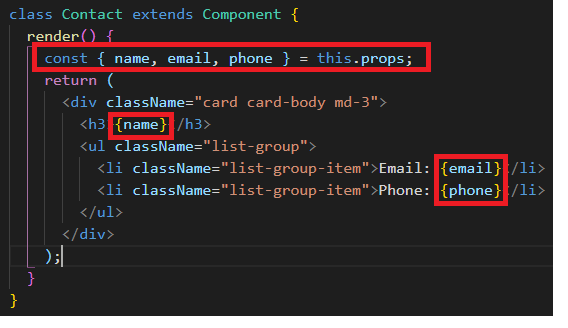 class Contact extends Component {
render() {
const { name, email, phone } = this.props;
return (
<div className="card card-body md-3">
<h3>{name}</h3>
<ul className="list-group">
<li className="list-group-item">Email: {email}</li>
<li className="list-group-item">Phone: {phone}</li>
</ul>
</div>
);
}
}